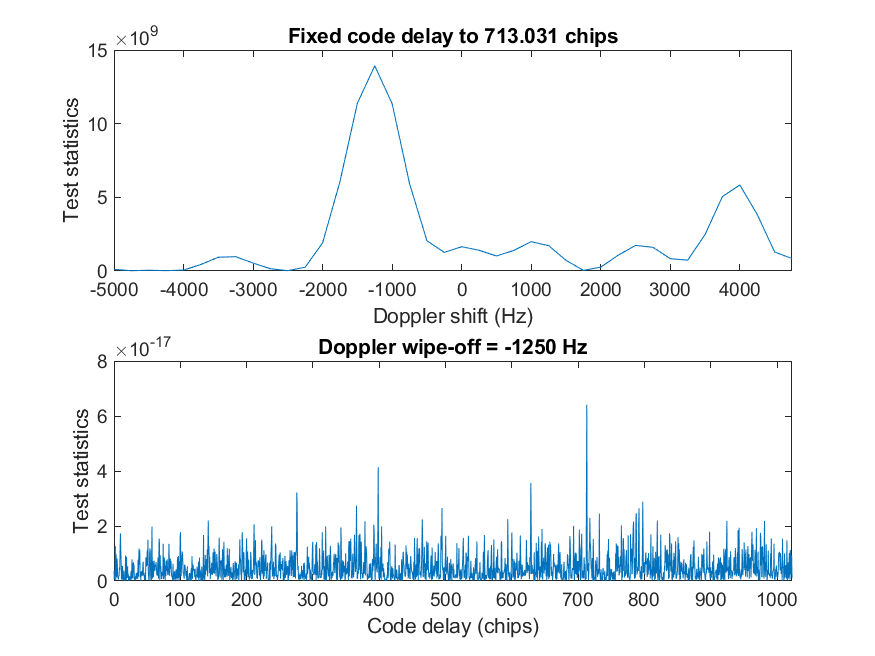 Fixed code delay to 713.031 chips
×10^9
15
10
5
0
Test statistics
-5000 -4000 -3000 -2000 -1000 0 1000 2000 3000 4000
Doppler shift (Hz)
Doppler wipe-off = -1250 Hz
×10^-17
8
6
4
2
0
Test statistics
0 100 200 300 400 500 600 700 800 900 1000
Code delay (chips)